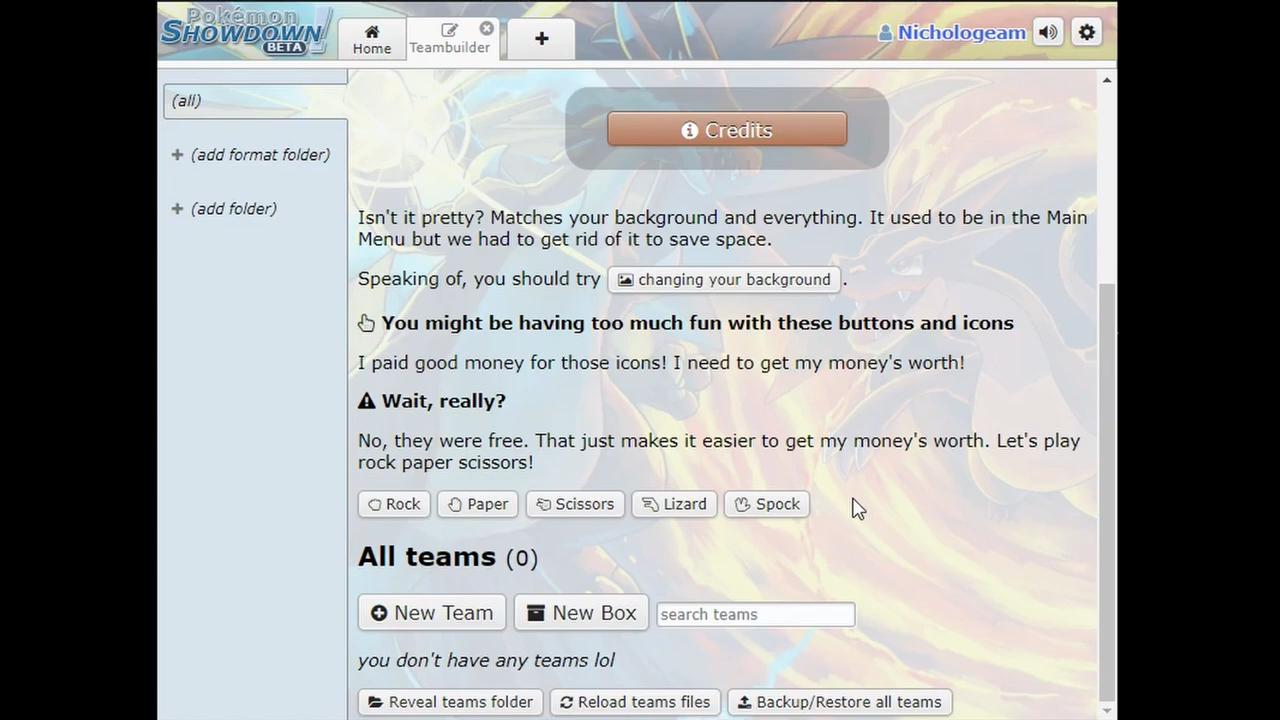 Pokémon
SHOWDOWN
BETA
Home
Teambuilder
Nichologeam
(all)
(add format folder)
(add folder)
Credits
Isn't it pretty? Matches your background and everything. It used to be in the Main
Menu but we had to get rid of it to save space.
Speaking of, you should try changing your background.
You might be having too much fun with these buttons and icons
I paid good money for those icons! I need to get my money's worth!
Wait, really?
No, they were free. That just makes it easier to get my money's worth. Let's play
rock paper scissors!
Rock Paper Scissors Lizard Spock
All teams (0)
New Team New Box search teams
you don't have any teams lol
Reveal teams folder Reload teams files Backup/Restore all teams